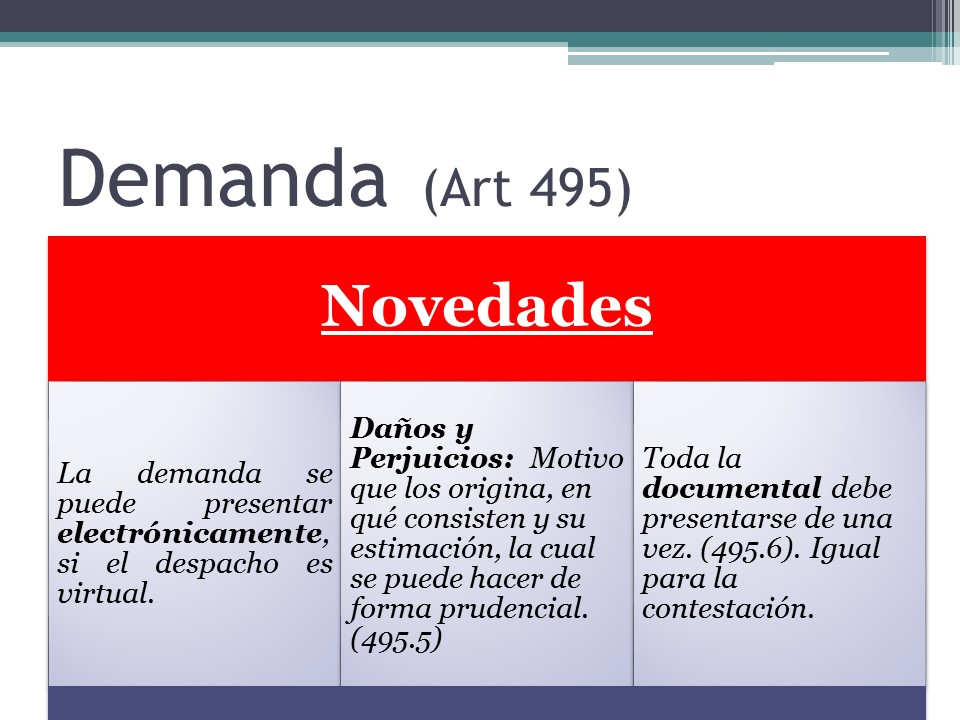 Demanda (Art 495)
Novedades
La demanda se
puede presentar
electrónicamente,
si el despacho es
virtual.
Daños y
Perjuicios: Motivo
que los origina, en
qué consisten y su
estimación, la cual
se puede hacer de
forma prudencial.
(495.5)
Toda la
documental debe
presentarse de una
vez. (495.6). Igual
para la
contestación.